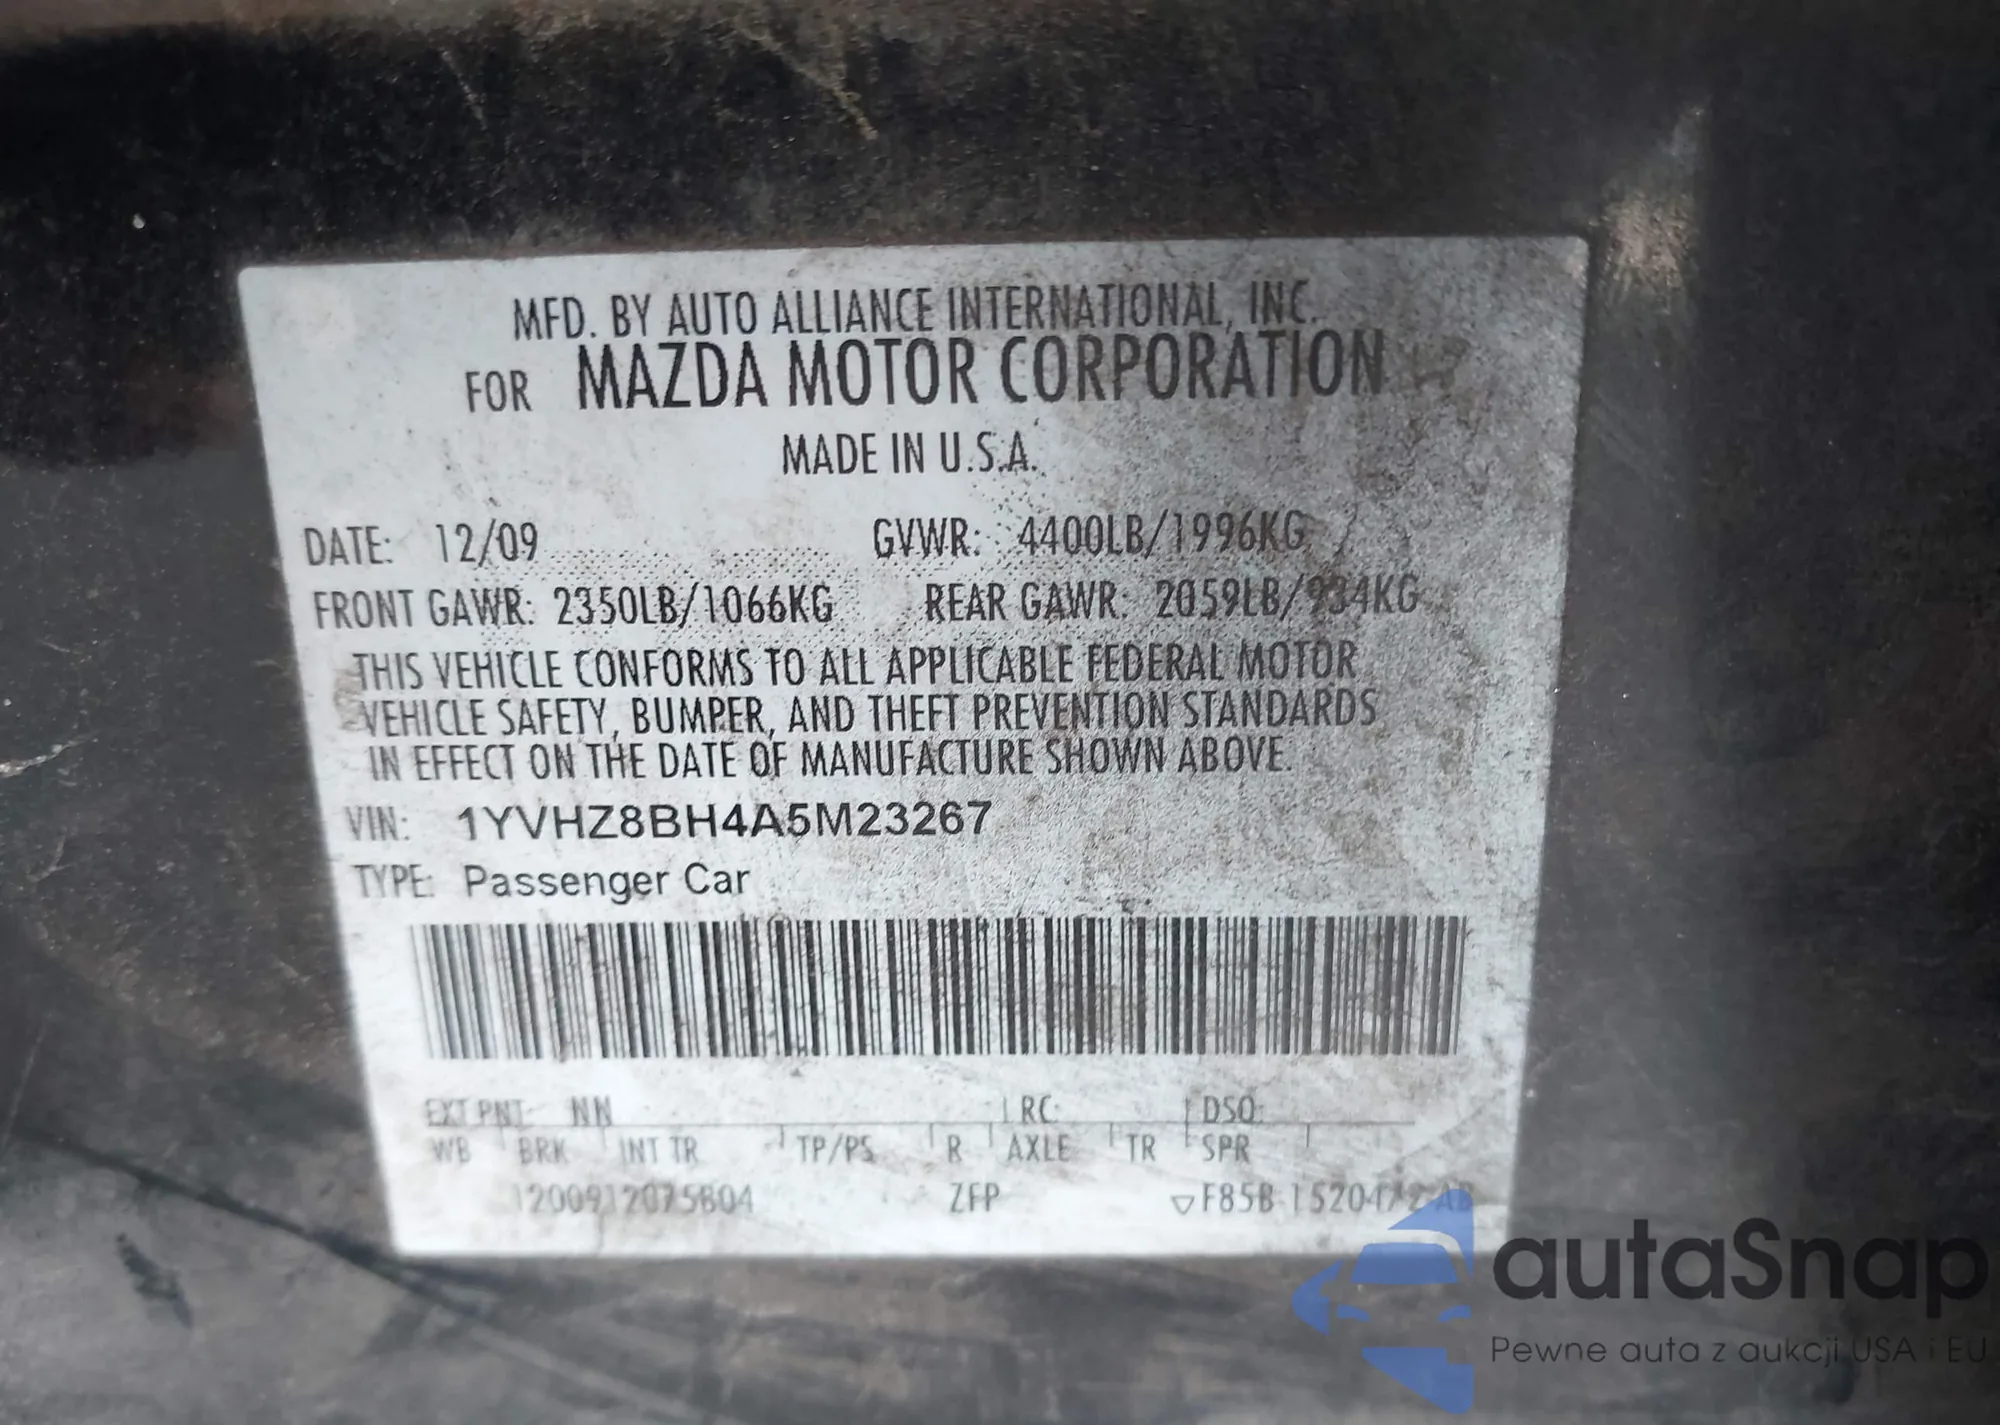 MFD. BY AUTO ALLIANCE INTERNATIONAL, INC.
FOR MAZDA MOTOR CORPORATION
MADE IN U.S.A.
DATE: 12/09 GVWR: 4400LB/1996KG
FRONT GAWR: 2350LB/1066KG REAR GAWR: 2059LB/934KG
THIS VEHICLE CONFORMS TO ALL APPLICABLE FEDERAL MOTOR
VEHICLE SAFETY, BUMPER, AND THEFT PREVENTION STANDARDS
IN EFFECT ON THE DATE OF MANUFACTURE SHOWN ABOVE.
VIN: 1YVHZ8BH4A5M23267
TYPE: Passenger Car
EXT PNT: NN RC: DSO:
WB BRK INT TR TP/PS R AXLE TR SPR
1200912075B04 ZFP
autaSnap
Pewne auta z aukcji USA i EU